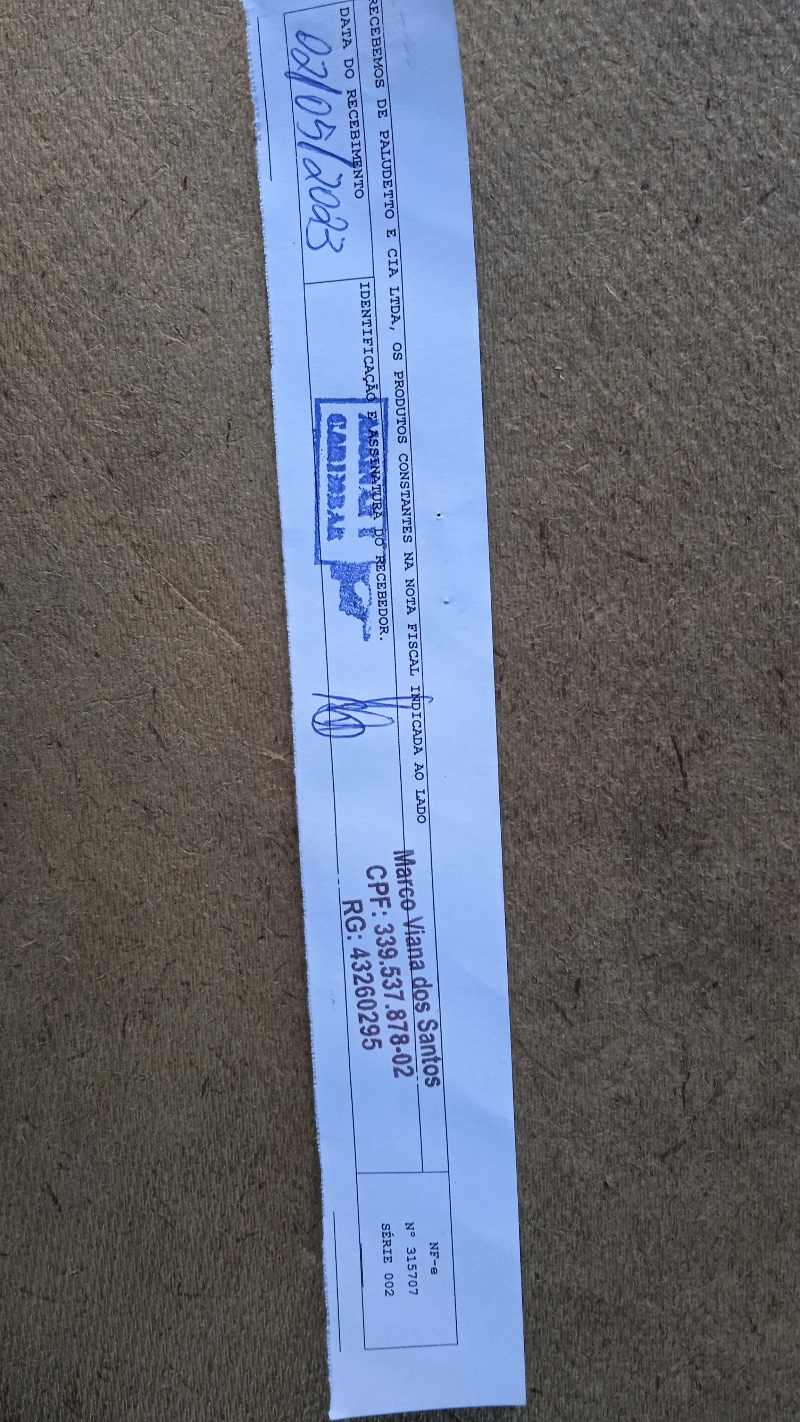 RECEBEMOS DE PALUDETTO E CIA LTDA, OS PRODUTOS CONSTANTES NA NOTA FISCAL INDICADA AO LADO
DATA DO RECEBIMENTO
02/05/2023
IDENTIFICAÇÃO E ASSINATURA DO RECEBEDOR.
CARIMBAR
Marco Viana dos Santos
CPF: 339.537.878-02
RG: 43260295
NF-e
Nº 315707
SÉRIE 002